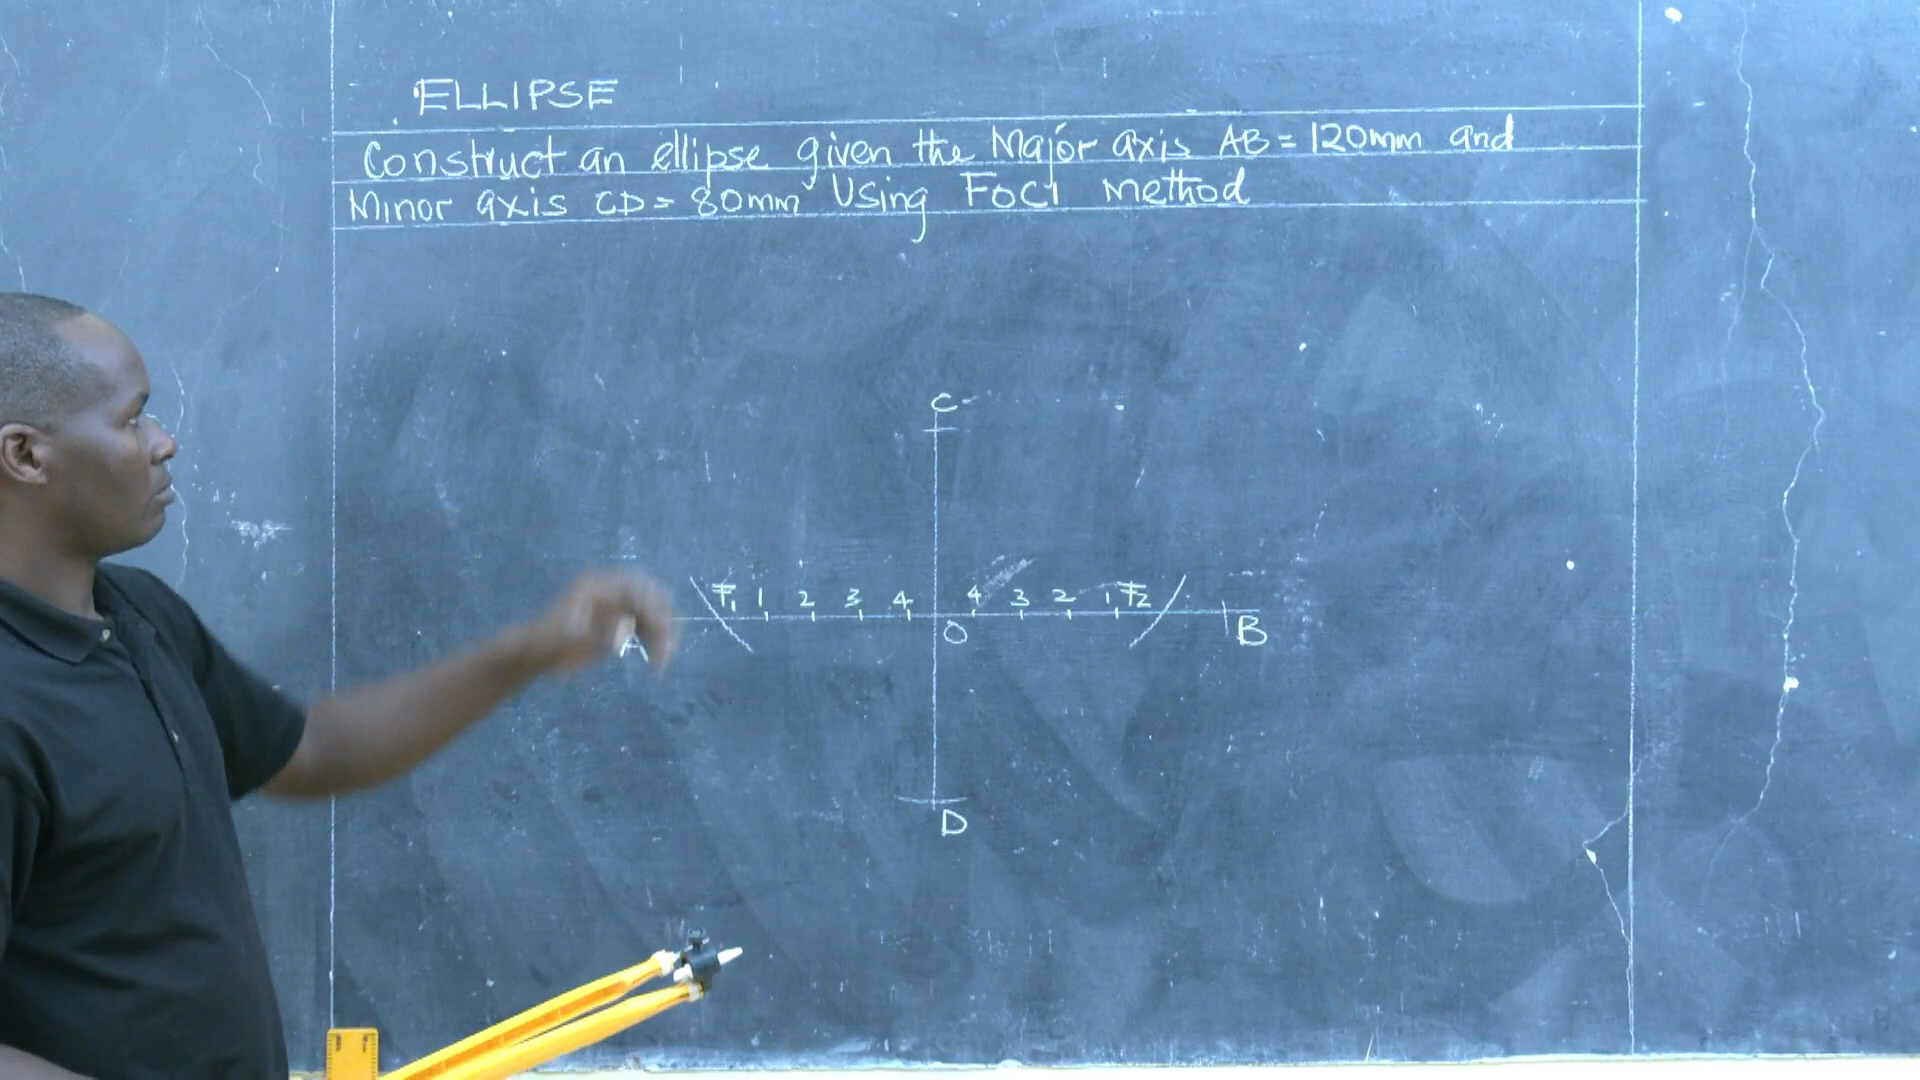 ELLIPSE
Construct an ellipse given the Major axis AB = 120mm and
Minor axis CD = 80mm Using FOCI method
C
F1 1 2 3 4 4 3 2 1 F2
A O B
D